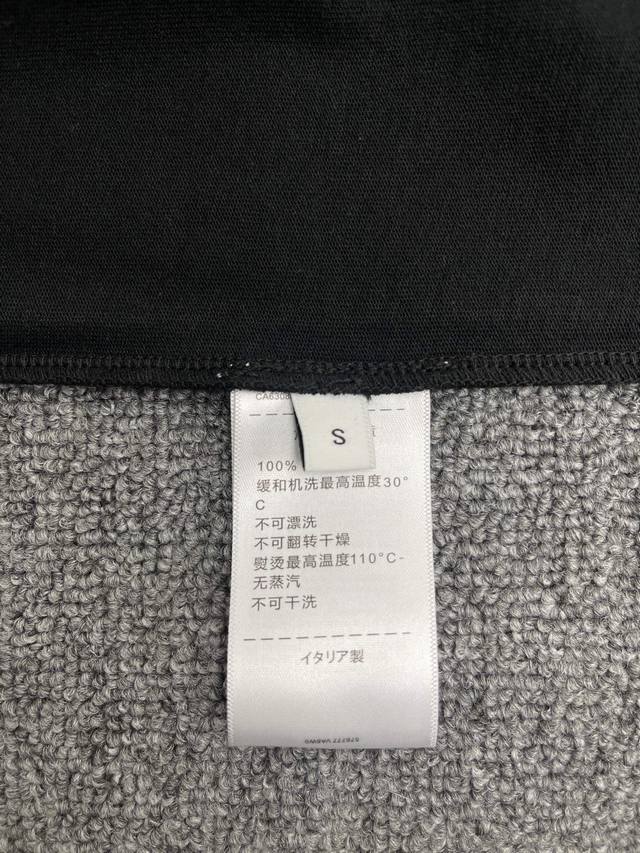 S
100%
缓和机洗最高温度30°
C
不可漂洗
不可翻转干燥
熨烫最高温度110°C-
无蒸汽
不可干洗
イタリア製